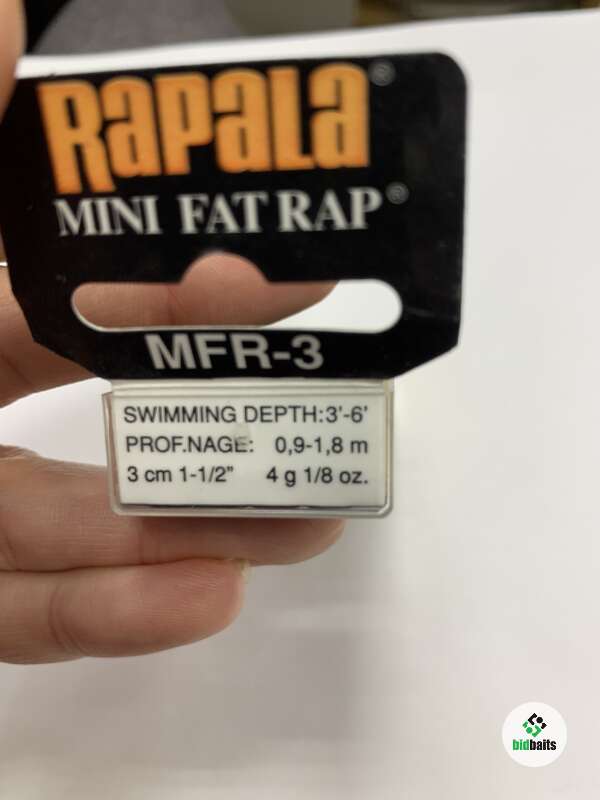 RapaLa®
MINI FAT RAP®
MFR-3
SWIMMING DEPTH:3'-6'
PROF.NAGE: 0,9-1,8 m
3 cm 1-1/2" 4 g 1/8 oz.
bidbaits